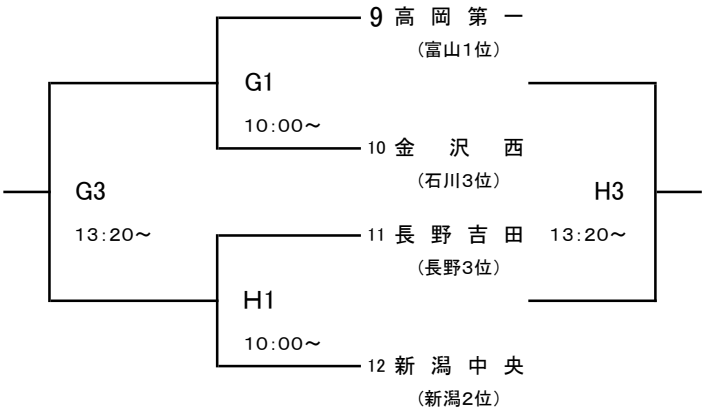 9 高岡第一
（富山1位）
G1
10:00～
10 金沢西
（石川3位）
G3
H3
13:20～
11 長野吉田
13:20～
（長野3位）
H1
10:00～
12 新潟中央
（新潟2位）